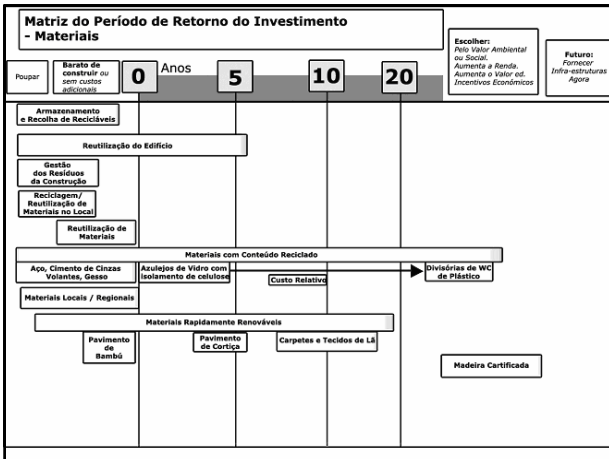 Matriz do Período de Retorno do Investimento
- Materiais
Escolher:
Pelo Valor Ambiental
ou Social.
Aumenta a Renda.
Aumenta o Valor ed.
Incentivos Económicos
Futuro:
Fornecer
Infra-estruturas
Agora
Poupar
Barato de
construir ou
sem custos
adicionais
0
Anos
5
10
20
Armazenamento
e Recolha de Recicláveis
Reutilização do Edifício
Gestão
dos Resíduos
da Construção
Reciclagem/
Reutilização de
Materiais no Local
Reutilização de
Materiais
Materiais com Conteúdo Reciclado
Aço, Cimento de Cinzas
Volantes, Gesso
Azulejos de Vidro com
isolamento de celulose
Custo Relativo
Divisórias de WC
de Plástico
Materiais Locais / Regionais
Materiais Rapidamente Renováveis
Pavimento
de
Bambû
Pavimento
de Cortiça
Carpetes e Tecidos de Lã
Madeira Cartificada